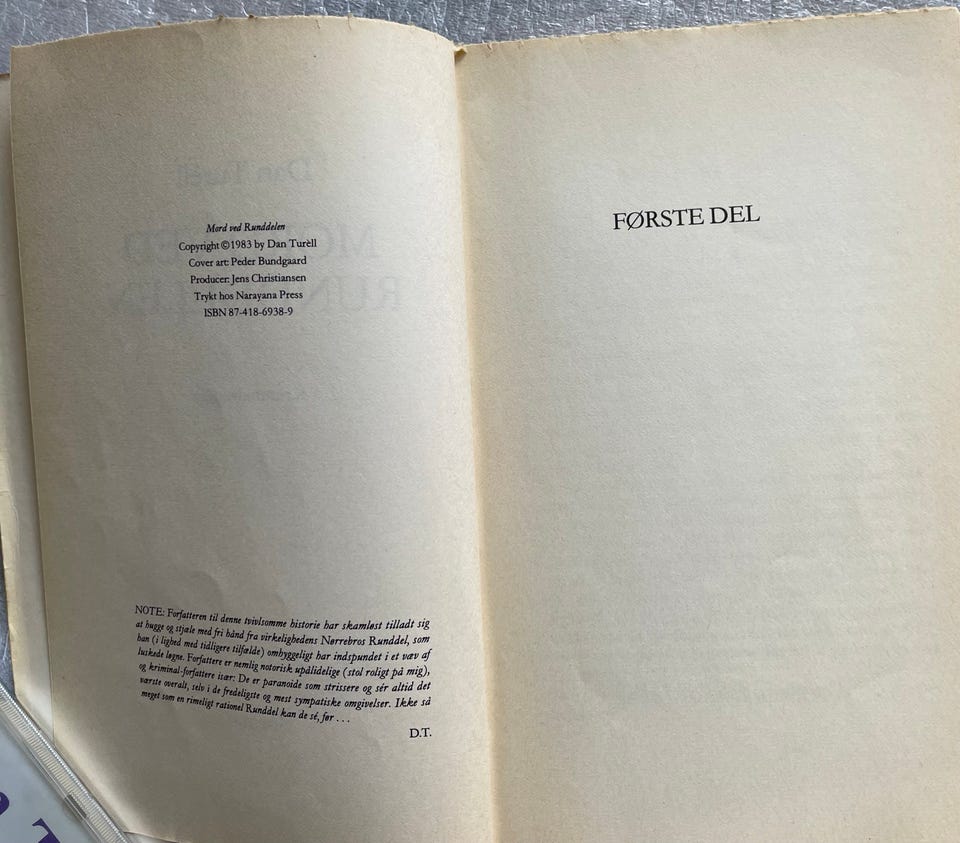 Mord ved Runddelen
Copyright ©1983 by Dan Turèll
Cover art: Peder Bundgaard
Producer: Jens Christiansen
Trykt hos Narayana Press
ISBN 87-418-6938-9
NOTE: Forfatteren til denne tvivlsomme historie har skamløst tilladt sig
at hugge og stjæle med fri hånd fra virkelighedens Nørrebros Runddel, som
han (i lighed med tidligere tilfælde) omhyggeligt har indspundet i et væv af
luskede løgne. Forfattere er nemlig notorisk upålidelige (stol roligt på mig),
og kriminal-forfattere især: De er paranoide som strissere og sér altid det
værste overalt, selv i de fredeligste og mest sympatiske omgivelser. Ikke så
meget som en rimeligt rationel Runddel kan de sé, før . . .
D.T.
FØRSTE DEL